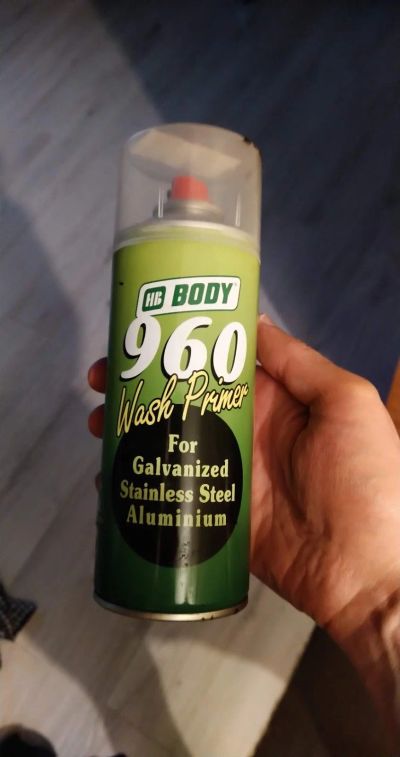 HB BODY
960
Wash Primer
For
Galvanized
Stainless Steel
Aluminium